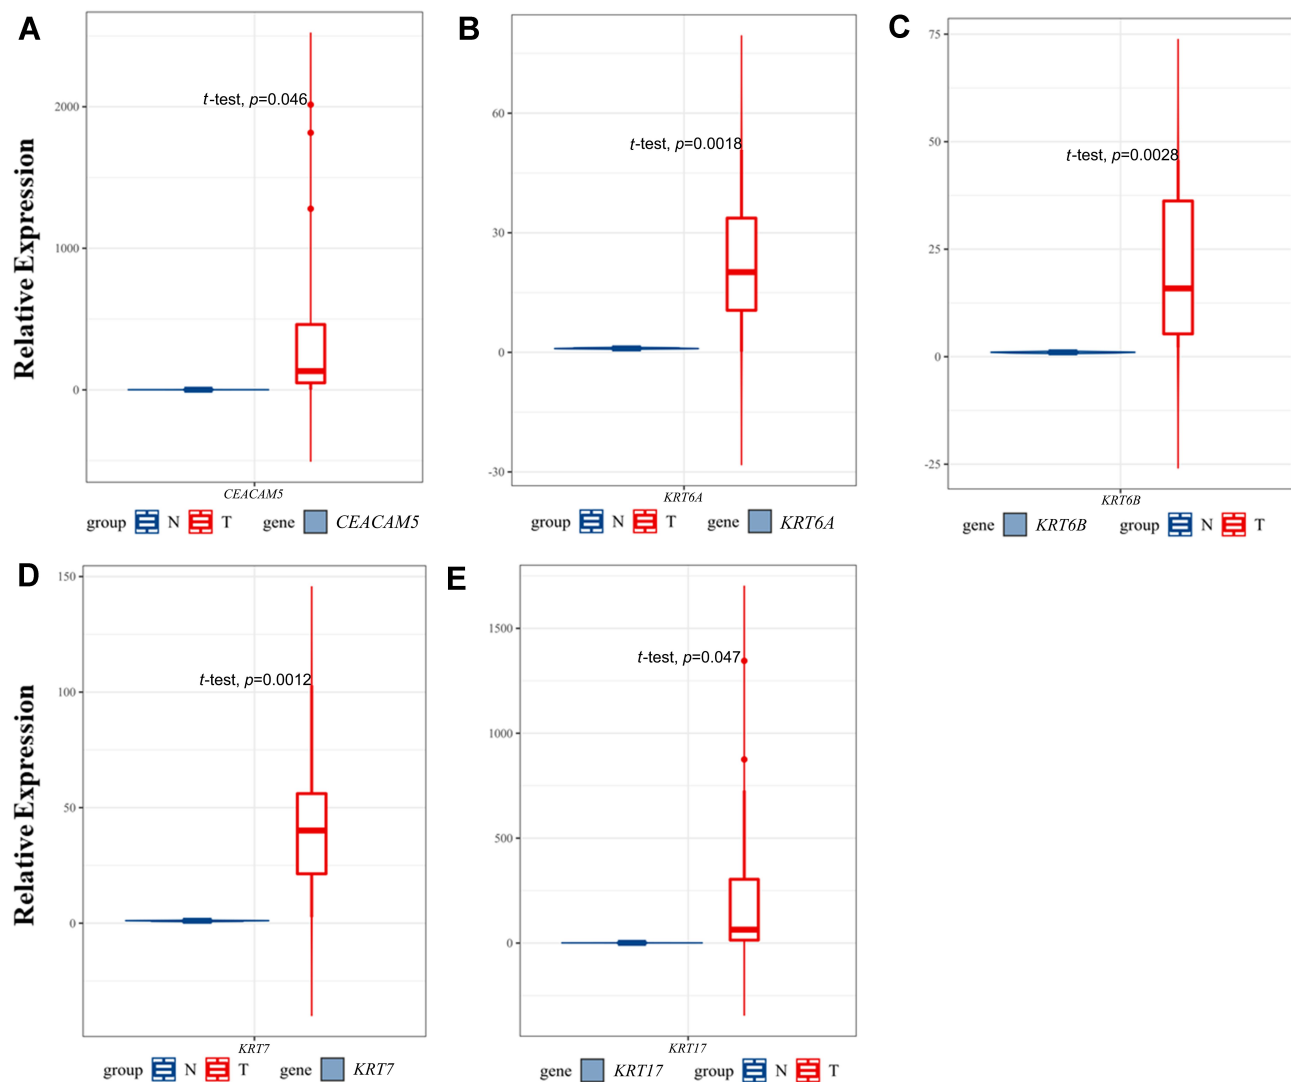 A
Relative Expression
2000
1000
0
t-test, p=0.046
CEACAM5
group N T gene CEACAM5
B
60
30
0
-30
t-test, p=0.0018
KRT6A
group N T gene KRT6A
C
75
50
25
0
-25
t-test, p=0.0028
KRT6B
gene KRT6B group N T
D
Relative Expression
150
100
50
0
t-test, p=0.0012
KRT7
group N T gene KRT7
E
1500
1000
500
0
t-test, p=0.047
KRT17
gene KRT17 group N T